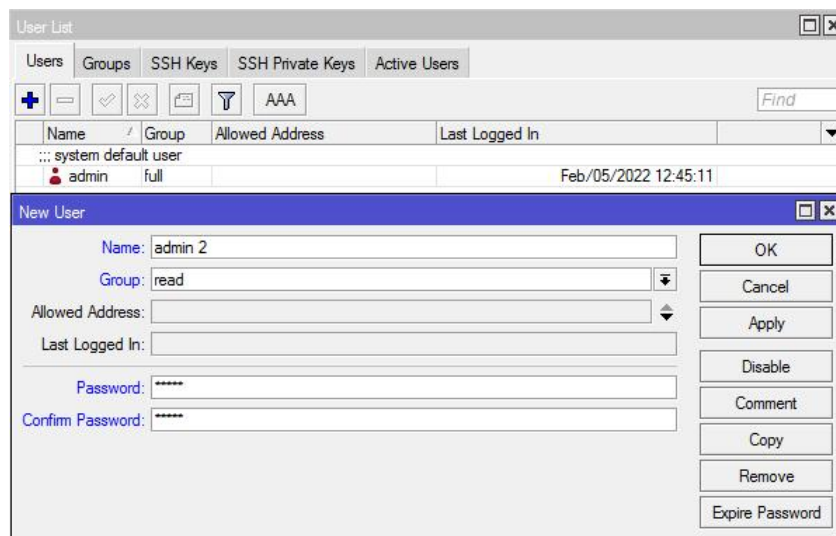 User List
Users Groups SSH Keys SSH Private Keys Active Users
AAA Find
Name Group Allowed Address Last Logged In
;;; system default user
admin full Feb/05/2022 12:45:11
New User
Name: admin 2
OK
Group: read
Cancel
Allowed Address:
Apply
Last Logged In:
Disable
Password: *****
Comment
Confirm Password: *****
Copy
Remove
Expire Password